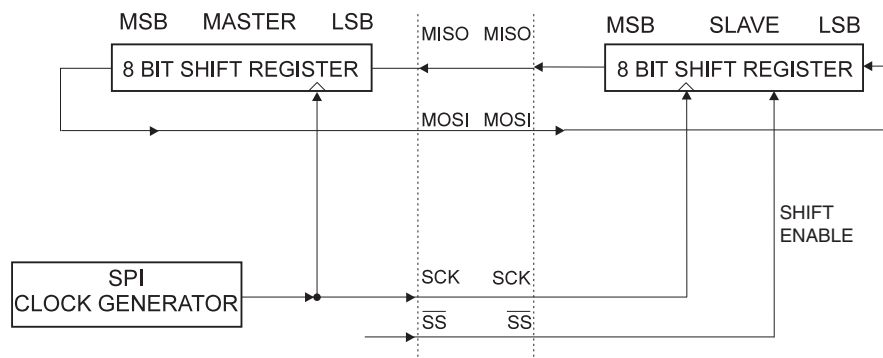 MSB MASTER LSB
MISO MISO
MSB SLAVE LSB
8 BIT SHIFT REGISTER
8 BIT SHIFT REGISTER
MOSI MOSI
SHIFT
ENABLE
SPI
CLOCK GENERATOR
SCK SCK
SS SS